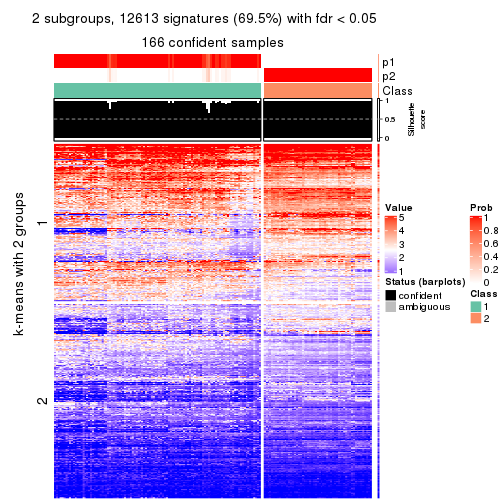 2 subgroups, 12613 signatures (69.5%) with fdr < 0.05
166 confident samples
p1
p2
Class
1
0.5
0
Silhouette
score
k-means with 2 groups
1
2
Value
5
4
3
2
1
Status (barplots)
confident
ambiguous
Prob
1
0.8
0.6
0.4
0.2
0
Class
1
2